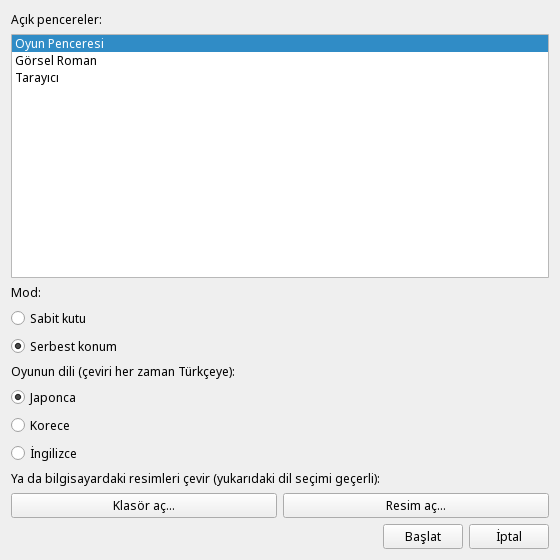 Açık pencereler:
Oyun Penceresi
Görsel Roman
Tarayıcı
Mod:
Sabit kutu
Serbest konum
Oyunun dili (çeviri her zaman Türkçeye):
Japonca
Korece
İngilizce
Ya da bilgisayardaki resimleri çevir (yukarıdaki dil seçimi geçerli):
Klasör aç... Resim aç...
Başlat İptal